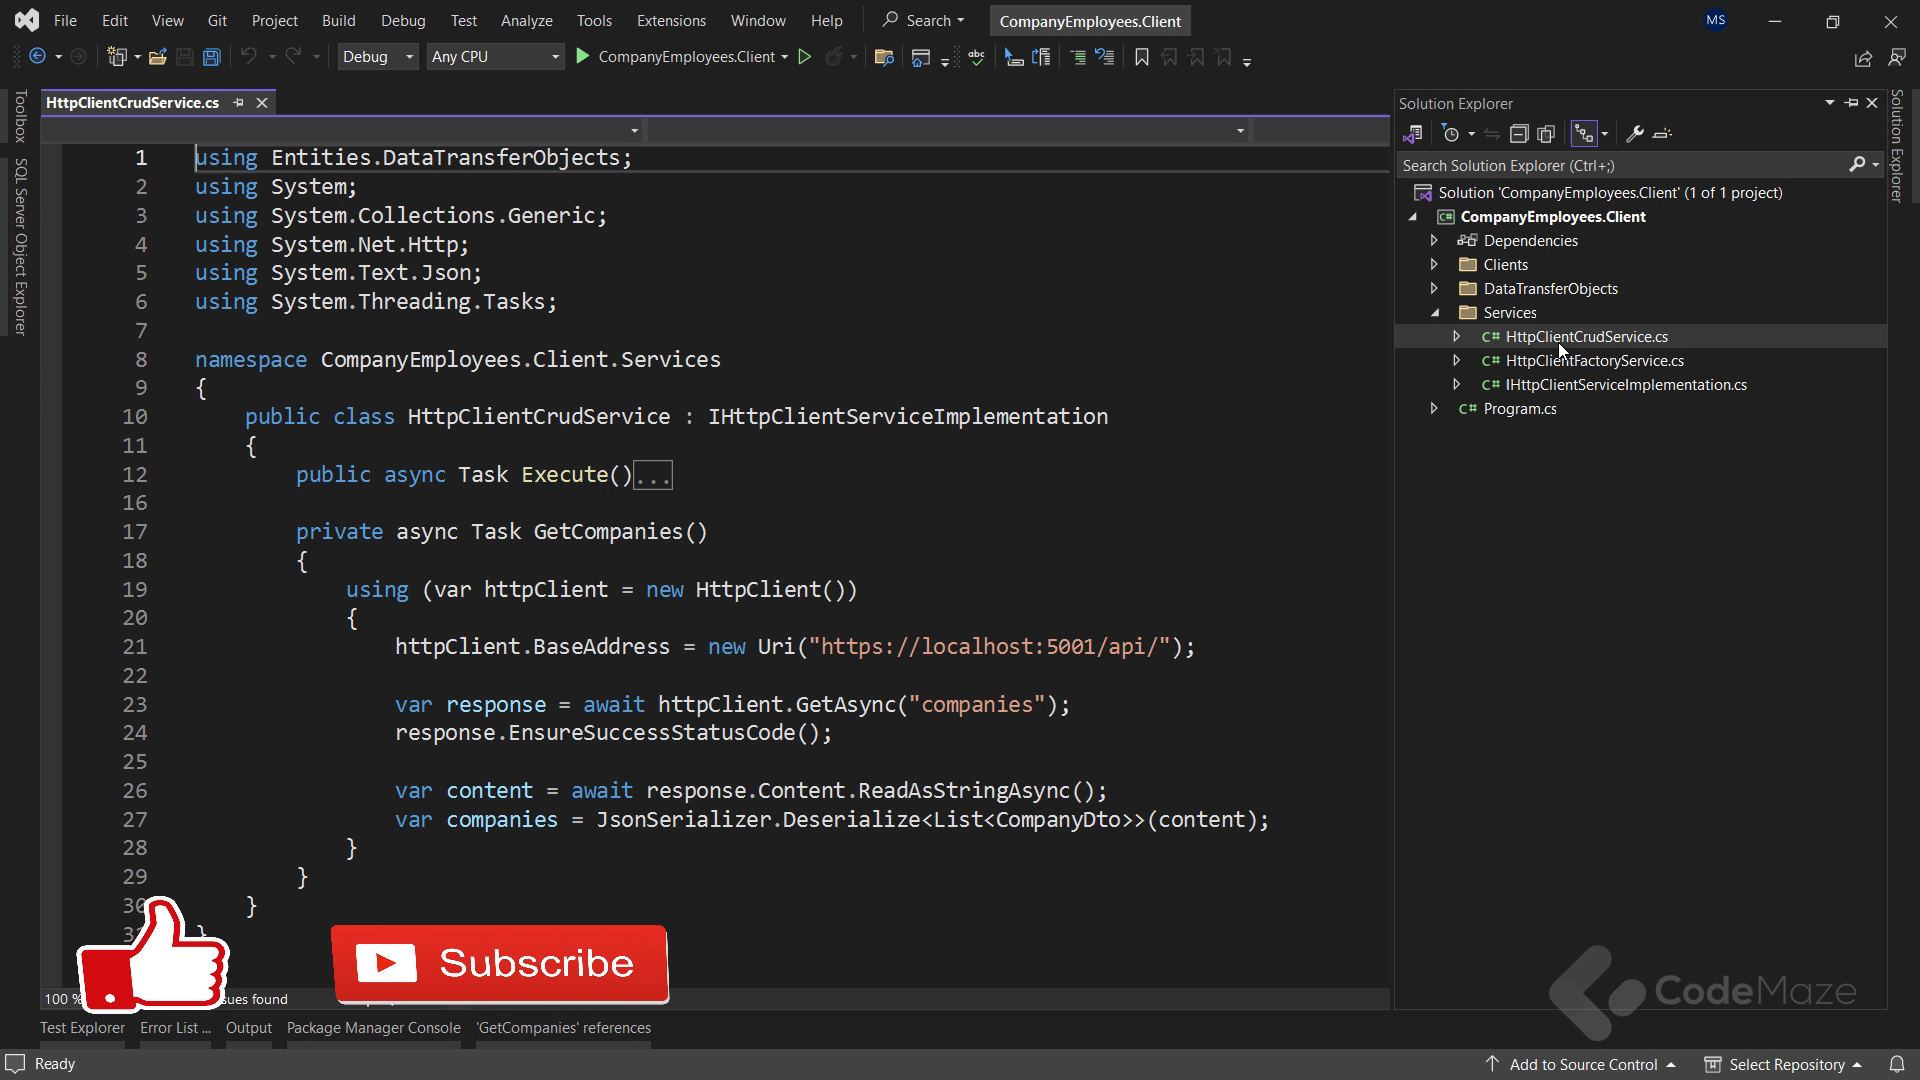 File Edit View Git Project Build Debug Test Analyze Tools Extensions Window Help Search CompanyEmployees.Client MS
Debug Any CPU CompanyEmployees.Client abc
Toolbox
SQL Server Object Explorer
HttpClientCrudService.cs
1 using Entities.DataTransferObjects;
2 using System;
3 using System.Collections.Generic;
4 using System.Net.Http;
5 using System.Text.Json;
6 using System.Threading.Tasks;
7
8 namespace CompanyEmployees.Client.Services
9 {
10 public class HttpClientCrudService : IHttpClientServiceImplementation
11 {
12 public async Task Execute()...
16
17 private async Task GetCompanies()
18 {
19 using (var httpClient = new HttpClient())
20 {
21 httpClient.BaseAddress = new Uri("https://localhost:5001/api/");
22
23 var response = await httpClient.GetAsync("companies");
24 response.EnsureSuccessStatusCode();
25
26 var content = await response.Content.ReadAsStringAsync();
27 var companies = JsonSerializer.Deserialize<List<CompanyDto>>(content);
28 }
29 }
30 }
}
Subscribe
100 % found
Solution Explorer
Search Solution Explorer (Ctrl+;)
Solution 'CompanyEmployees.Client' (1 of 1 project)
C# CompanyEmployees.Client
Dependencies
Clients
DataTransferObjects
Services
C# HttpClientCrudService.cs
C# HttpClientFactoryService.cs
C# IHttpClientServiceImplementation.cs
C# Program.cs
Solution Explorer
CodeMaze
Test Explorer Error List ... Output Package Manager Console 'GetCompanies' references
Ready Add to Source Control Select Repository